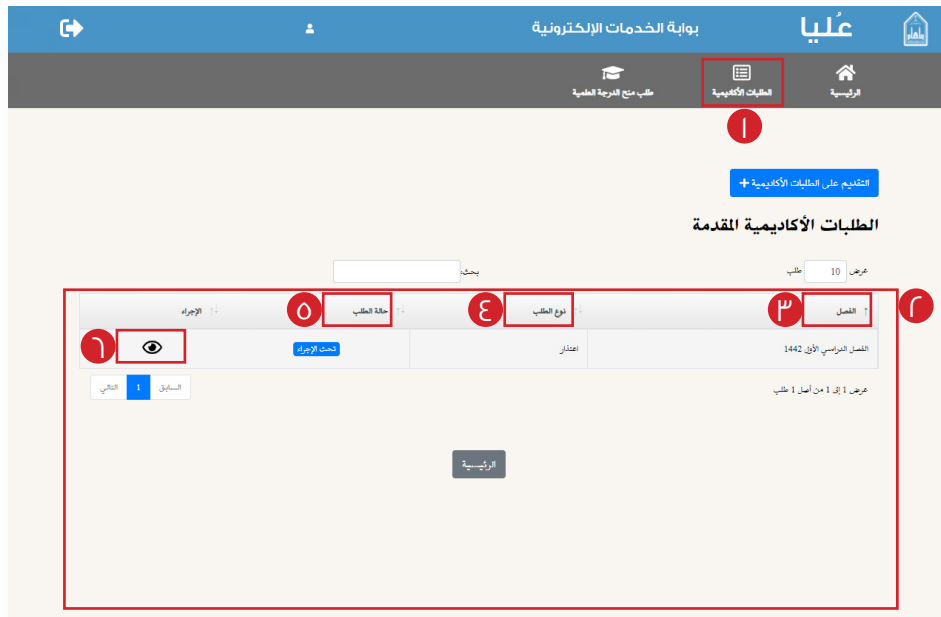 عُليا
بوابة الخدمات الإلكترونية
الرئيسية
الطلبات الأكاديمية
طلب منح الدرجة العلمية
١
التقديم على الطلبات الأكاديمية +
الطلبات الأكاديمية المقدمة
عرض 10 طلب
بحث:
٢
الفصل ٣ نوع الطلب ٤ حالة الطلب ٥ الإجراء
الفصل الدراسي الأول 1442 اعتذار تحت الإجراء ٦
عرض 1 إلى 1 من أصل 1 طلب
السابق 1 التالي
الرئيسية